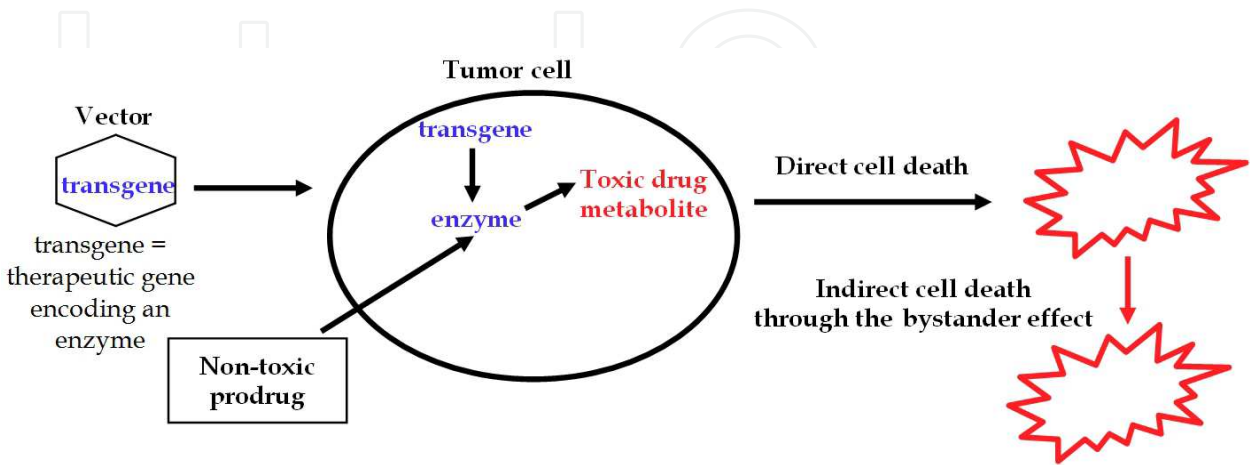 Vector
transgene
transgene =
therapeutic gene
encoding an
enzyme
Non-toxic
prodrug
Tumor cell
transgene
enzyme
Toxic drug
metabolite
Direct cell death
Indirect cell death
through the bystander effect